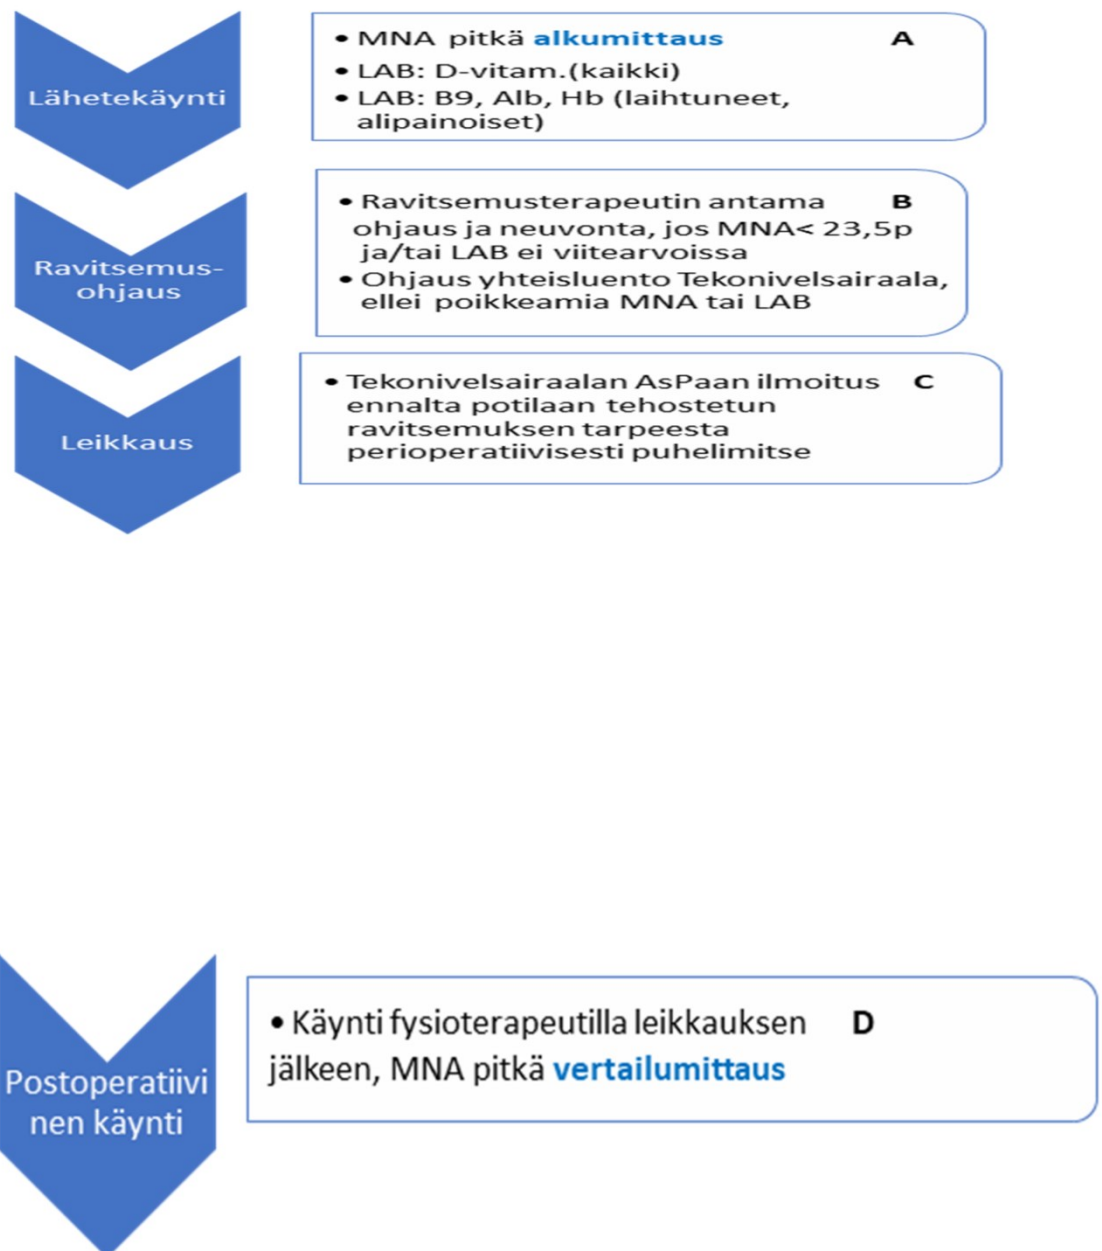 Lähetekäynti
• MNA pitkä alkumittaus A
• LAB: D-vitam.(kaikki)
• LAB: B9, Alb, Hb (laihtuneet,
alipainoiset)
Ravitsemus-
ohjaus
• Ravitsemusterapeutin antama B
ohjaus ja neuvonta, jos MNA< 23,5p
ja/tai LAB ei viitearvoissa
• Ohjaus yhteisluento Tekonivelsairaala,
ellei poikkeamia MNA tai LAB
Leikkaus
• Tekonivelsairaalan AsPaan ilmoitus C
ennalta potilaan tehostetun
ravitsemuksen tarpeesta
perioperatiivisesti puhelimitse
Postoperatiivi
nen käynti
• Käynti fysioterapeutilla leikkauksen D
jälkeen, MNA pitkä vertailumittaus